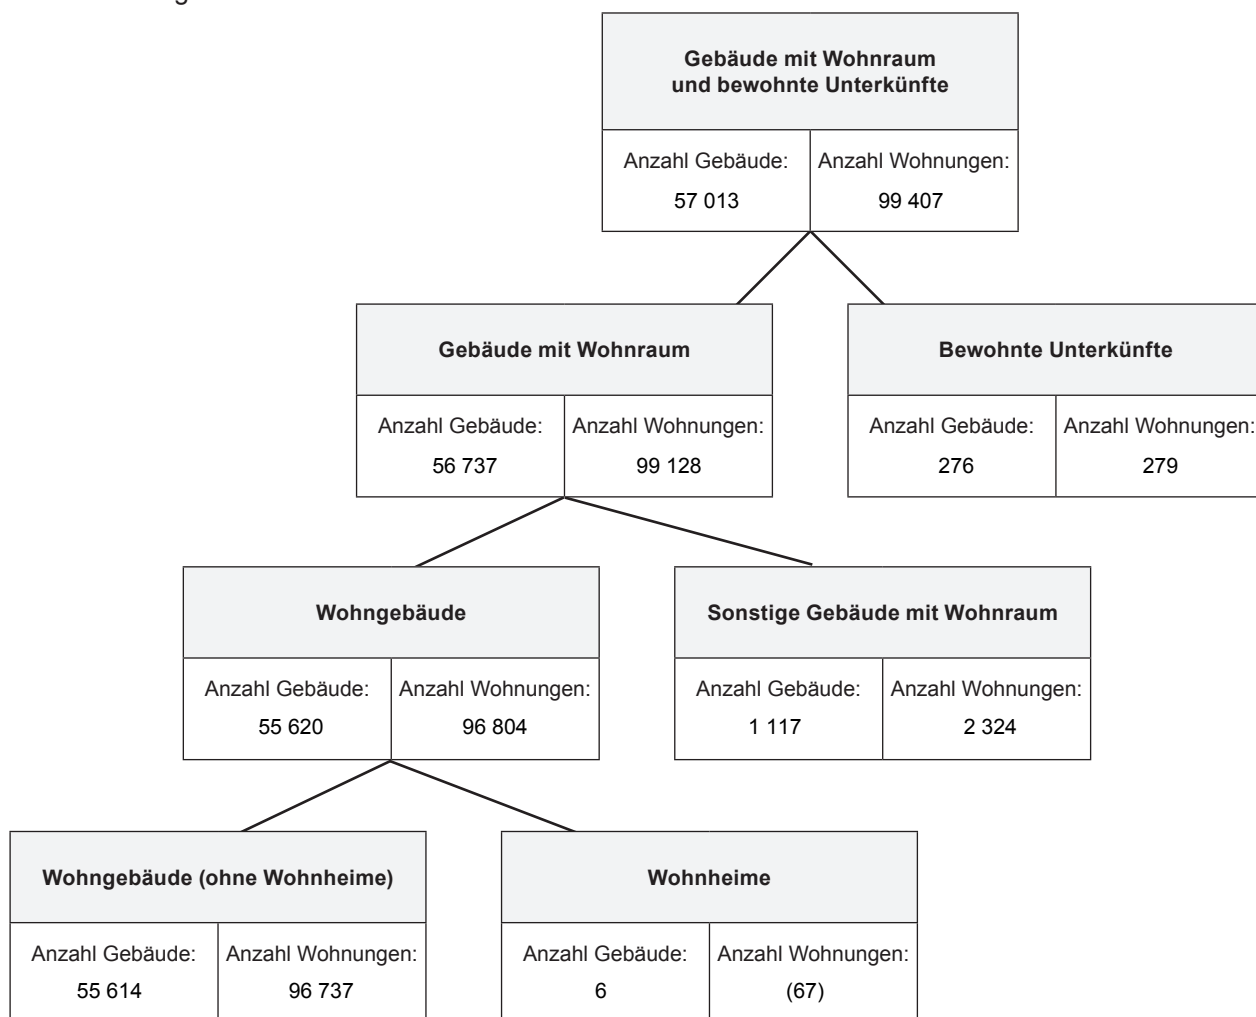 Gebäude mit Wohnraum
und bewohnte Unterkünfte
Anzahl Gebäude: Anzahl Wohnungen:
57 013 99 407
Gebäude mit Wohnraum
Anzahl Gebäude: Anzahl Wohnungen:
56 737 99 128
Bewohnte Unterkünfte
Anzahl Gebäude: Anzahl Wohnungen:
276 279
Wohngebäude
Anzahl Gebäude: Anzahl Wohnungen:
55 620 96 804
Sonstige Gebäude mit Wohnraum
Anzahl Gebäude: Anzahl Wohnungen:
1 117 2 324
Wohngebäude (ohne Wohnheime)
Anzahl Gebäude: Anzahl Wohnungen:
55 614 96 737
Wohnheime
Anzahl Gebäude: Anzahl Wohnungen:
6 (67)